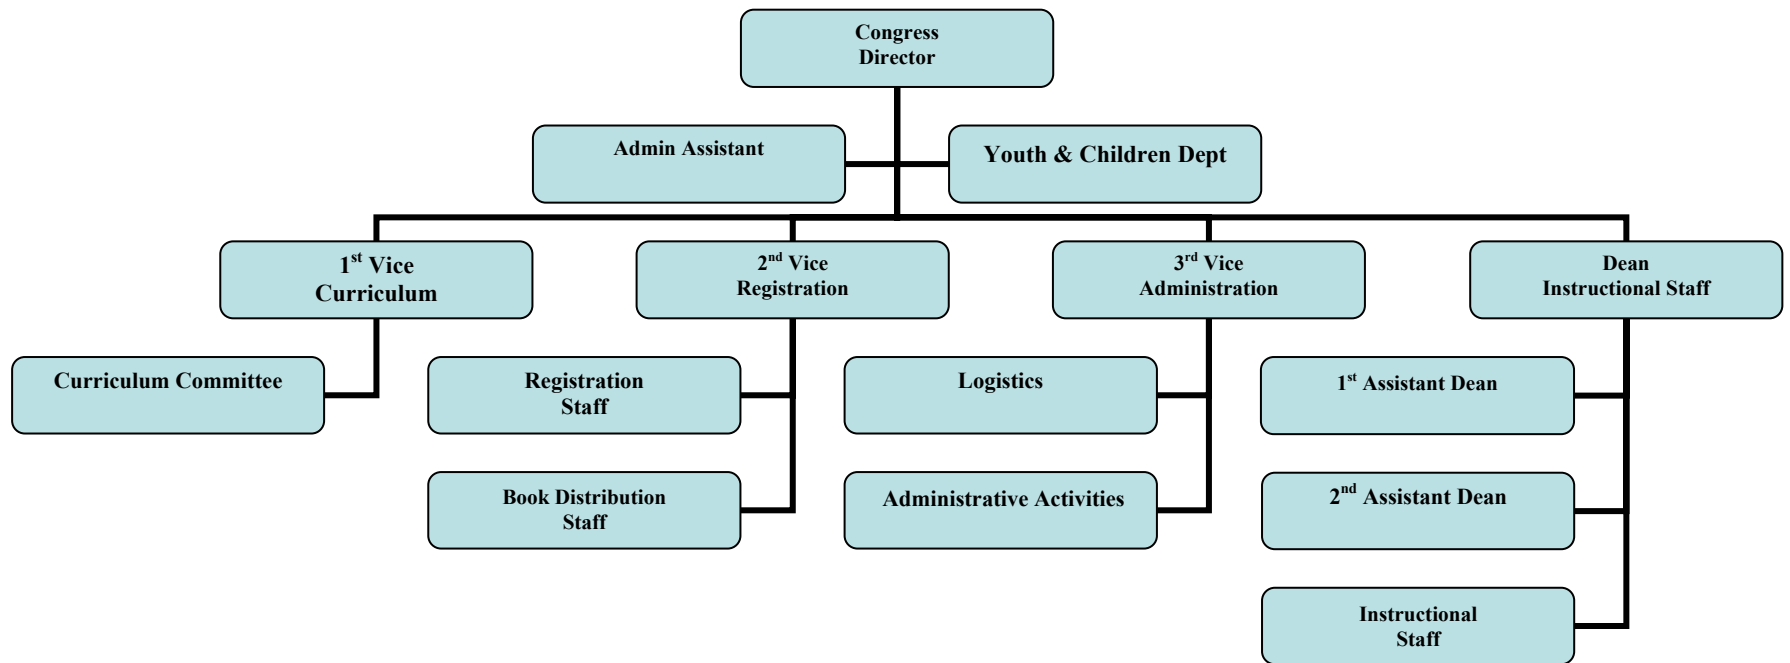 Congress
Director
Admin Assistant
Youth & Children Dept
1st Vice
Curriculum
2nd Vice
Registration
3rd Vice
Administration
Dean
Instructional Staff
Curriculum Committee
Registration
Staff
Logistics
1st Assistant Dean
Book Distribution
Staff
Administrative Activities
2nd Assistant Dean
Instructional
Staff